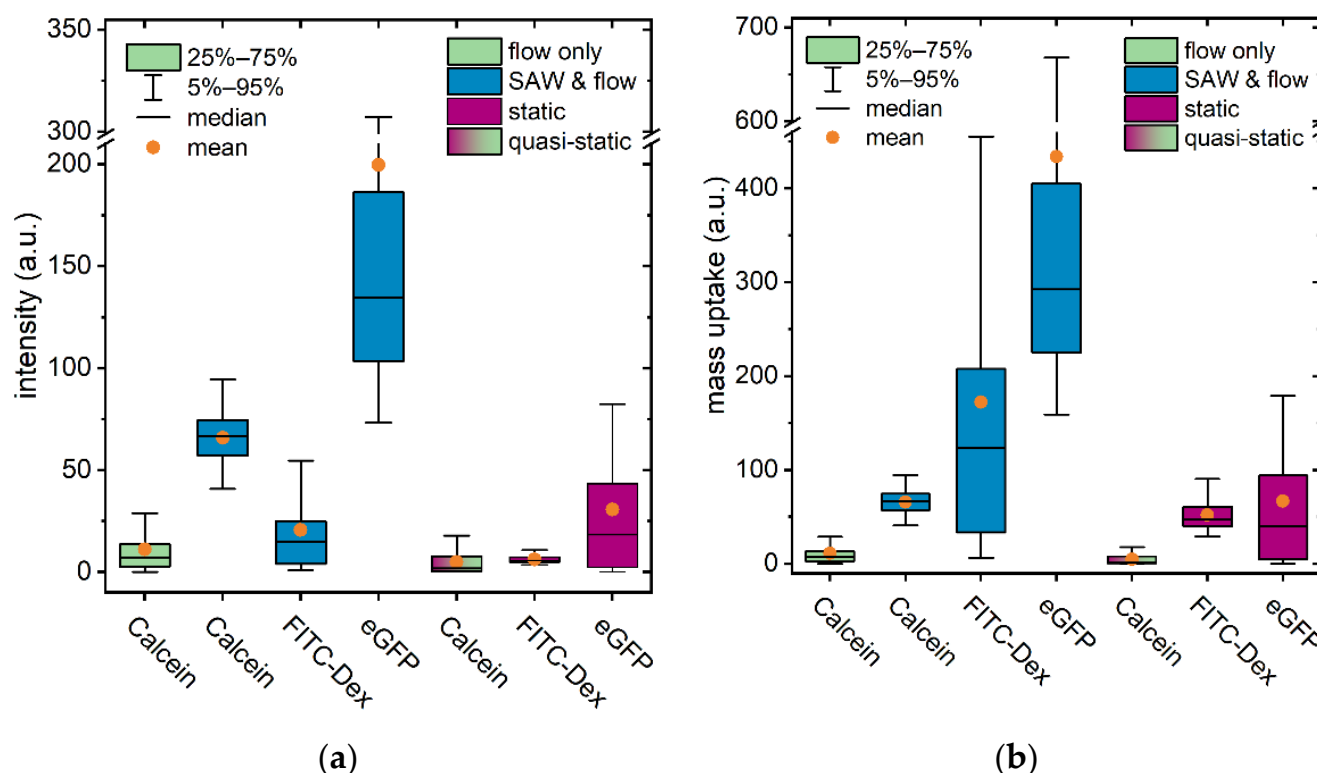 350
300
200
150
100
50
0
intensity (a.u.)
25%–75%
5%–95%
median
mean
flow only
SAW & flow
static
quasi-static
Calcein
Calcein
FITC-Dex
eGFP
Calcein
FITC-Dex
eGFP
(a)
700
600
400
300
200
100
0
mass uptake (a.u.)
25%–75%
5%–95%
median
mean
flow only
SAW & flow
static
quasi-static
Calcein
Calcein
FITC-Dex
eGFP
Calcein
FITC-Dex
eGFP
(b)